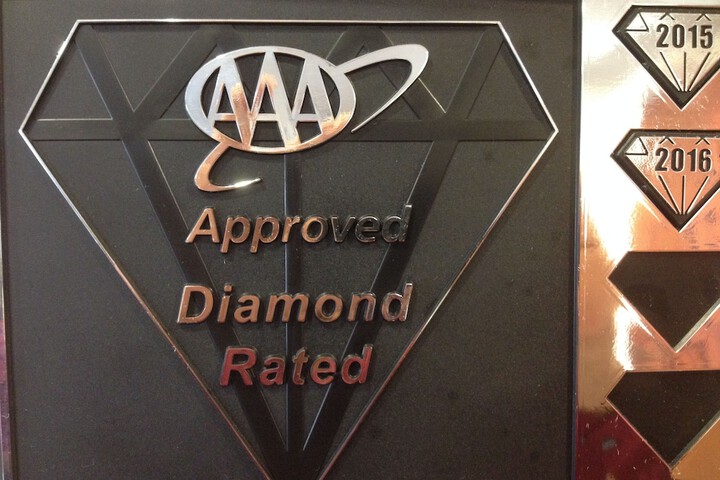 AAA
Approved
Diamond
Rated
2015
2016